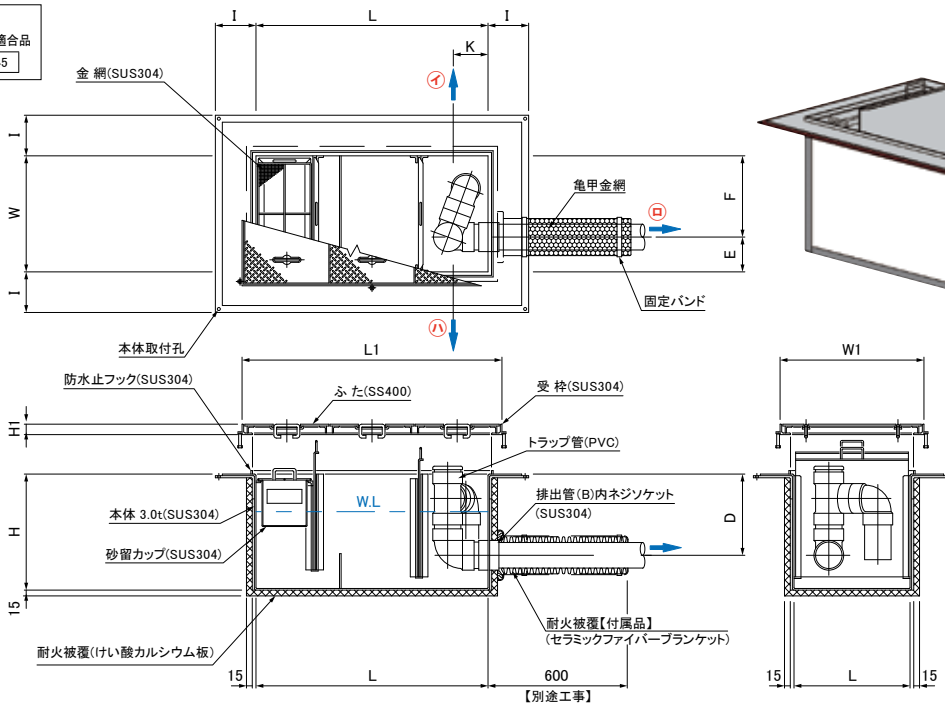 適合品
I
L
I
K
金 網(SUS304)
イ
I
W
I
亀甲金網
ロ
F
E
固定バンド
ハ
本体取付孔
L1
W1
防水止フック(SUS304)
ふ た(SS400)
受 枠(SUS304)
H1
トラップ管(PVC)
W.L
排出管(B)内ネジソケット
(SUS304)
本体 3.0t(SUS304)
砂留カップ(SUS304)
H
D
15
耐火被覆【付属品】
(セラミックファイバーブランケット)
耐火被覆(けい酸カルシウム板)
15
L
600
【別途工事】
15
L
15